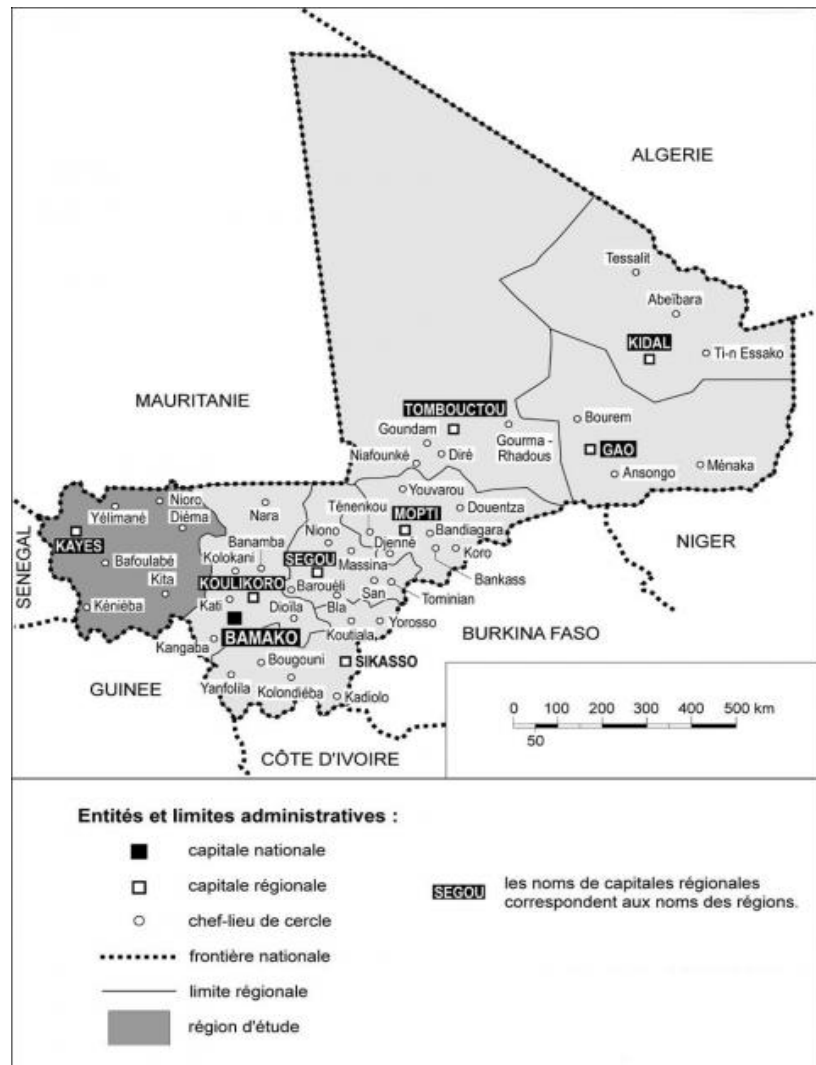 ALGERIE
Tessalit
Abeïbara
KIDAL
Ti-n Essako
MAURITANIE
TOMBOUCTOU
Bourem
Goundam
Gourma -
Rhadous
GAO
Niafounké
Diré
Ansongo
Ménaka
Nioro
Youvarou
Yélimané
Diéma
Nara
Ténenkou
Douentza
MOPTI
KAYES
Niono
Bandiagara
NIGER
SENEGAL
Banamba
Djenné
Koro
Bafoulabé
Kolokani
SEGOU
Massina
Bankass
Kita
KOULIKORO
Barouéli
San
Tominian
Kéniéba
Kati
Dioïla
Bla
Yorosso
BAMAKO
Koutiala
BURKINA FASO
Kangaba
Bougouni
SIKASSO
GUINEE
Yanfolila
Kolondiéba
Kadiolo
0 100 200 300 400 500 km
50
CÔTE D'IVOIRE
Entités et limites administratives :
capitale nationale
capitale régionale
SEGOU
les noms de capitales régionales
correspondent aux noms des régions.
chef-lieu de cercle
frontière nationale
limite régionale
région d'étude